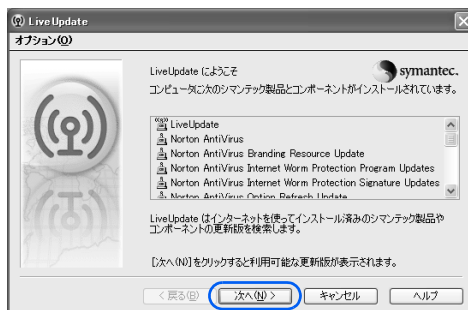 LiveUpdate
オプション(O)
LiveUpdate にようこそ
symantec.
コンピュータに次のシマンテック製品とコンポーネントがインストールされています。
LiveUpdate
Norton AntiVirus
Norton AntiVirus Branding Resource Update
Norton AntiVirus Internet Worm Protection Program Updates
Norton AntiVirus Internet Worm Protection Signature Updates
Norton AntiVirus Option Refresh Update
LiveUpdate はインターネットを使ってインストール済みのシマンテック製品や
コンポーネントの更新版を検索します。
[次へ(N)]をクリックすると利用可能な更新版が表示されます。
< 戻る(B)
次へ(N) >
キャンセル
ヘルプ